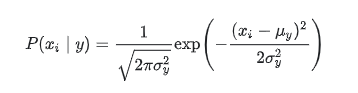 P(x_i | y) = \frac{1}{\sqrt{2\pi\sigma_y^2}} \exp\left(-\frac{(x_i - \mu_y)^2}{2\sigma_y^2}\right)